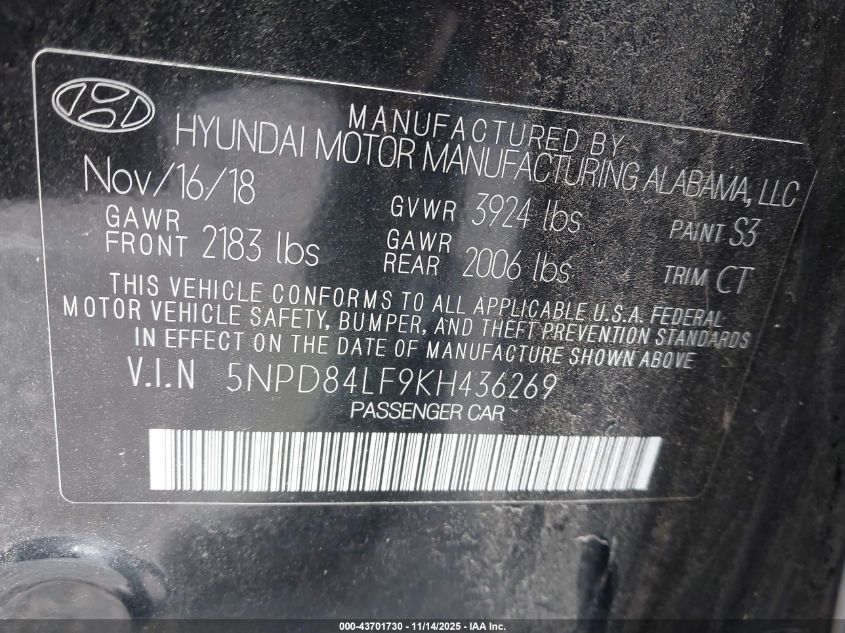 MANUFACTURED BY
HYUNDAI MOTOR MANUFACTURING ALABAMA, LLC
Nov/16/18 GVWR 3924 lbs PAINT S3
GAWR FRONT 2183 lbs GAWR REAR 2006 lbs TRIM CT
THIS VEHICLE CONFORMS TO ALL APPLICABLE U.S.A. FEDERAL
MOTOR VEHICLE SAFETY, BUMPER, AND THEFT PREVENTION STANDARDS
IN EFFECT ON THE DATE OF MANUFACTURE SHOWN ABOVE
V.I.N 5NPD84LF9KH436269
PASSENGER CAR
000-43701730 - 11/14/2025 - IAA Inc.